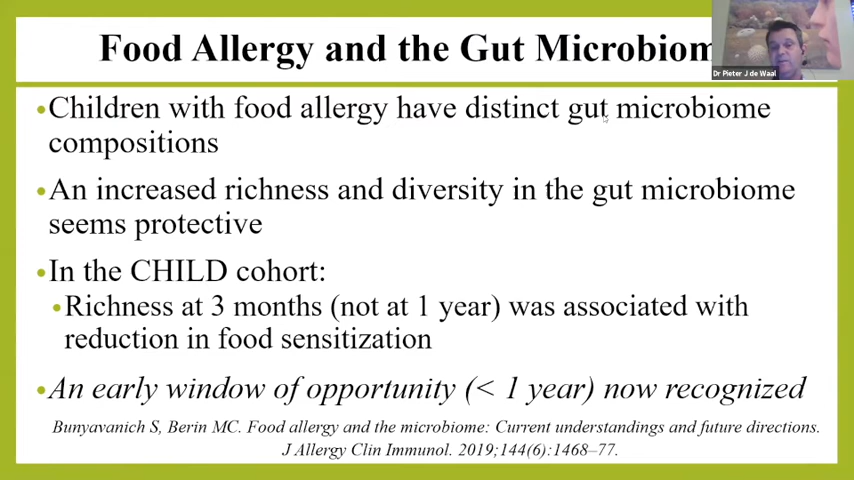 Food Allergy and the Gut Microbiom
Dr Pieter J de Waal
•Children with food allergy have distinct gut microbiome
compositions
•An increased richness and diversity in the gut microbiome
seems protective
•In the CHILD cohort:
•Richness at 3 months (not at 1 year) was associated with
reduction in food sensitization
•An early window of opportunity (< 1 year) now recognized
Bunyavanich S, Berin MC. Food allergy and the microbiome: Current understandings and future directions.
J Allergy Clin Immunol. 2019;144(6):1468–77.